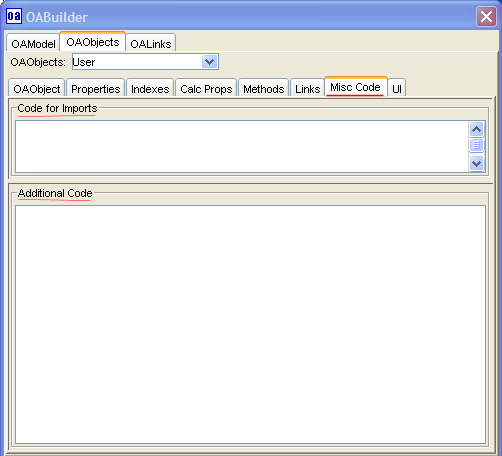 oa OABuilder
OAModel OAObjects OALinks
OAObjects: User
OAObject Properties Indexes Calc Props Methods Links Misc Code UI
Code for Imports
Additional Code